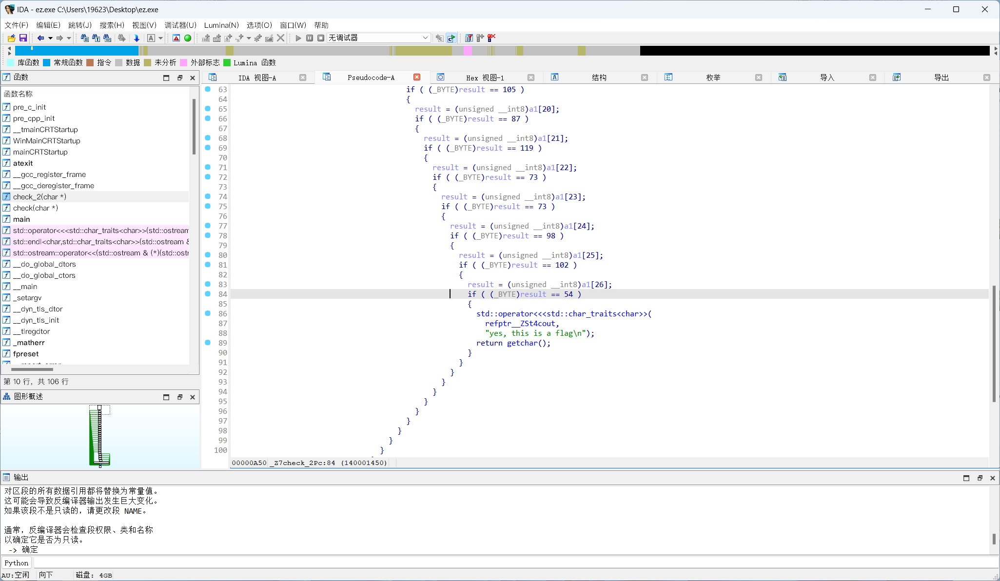 IDA - ez.exe C:\Users\19623\Desktop\ez.exe
文件(F) 编辑(E) 跳转(J) 搜索(H) 视图(V) 调试器(U) Lumina(N) 选项(O) 窗口(W) 帮助
无调试器
库函数 常规函数 指令 数据 未分析 外部标志 Lumina 函数
函数
函数名称
pre_c_init
pre_cpp_init
__tmainCRTStartup
WinMainCRTStartup
mainCRTStartup
atexit
__gcc_register_frame
__gcc_deregister_frame
check_2(char *)
check(char *)
main
std::operator<<<std::char_traits<char>>(std::ostream
std::endl<char,std::char_traits<char>>(std::ostream &
std::ostream::operator<<(std::ostream & (*)(std::ostr
__do_global_dtors
__do_global_ctors
__main
_setargv
__dyn_tls_dtor
__dyn_tls_init
__tlregdtor
_matherr
fpreset
第 10 行, 共 106 行
图形概述
IDA 视图-A Pseudocode-A Hex 视图-1 结构 枚举 导入 导出
63 if ( (_BYTE)result == 105 )
64 {
65 result = (unsigned __int8)a1[20];
66 if ( (_BYTE)result == 87 )
67 {
68 result = (unsigned __int8)a1[21];
69 if ( (_BYTE)result == 119 )
70 {
71 result = (unsigned __int8)a1[22];
72 if ( (_BYTE)result == 73 )
73 {
74 result = (unsigned __int8)a1[23];
75 if ( (_BYTE)result == 73 )
76 {
77 result = (unsigned __int8)a1[24];
78 if ( (_BYTE)result == 98 )
79 {
80 result = (unsigned __int8)a1[25];
81 if ( (_BYTE)result == 102 )
82 {
83 result = (unsigned __int8)a1[26];
84 if ( (_BYTE)result == 54 )
85 {
86 std::operator<<<std::char_traits<char>>(
87 refptr__ZSt4cout,
88 "yes, this is a flag\n");
89 return getchar();
90 }
91 }
92 }
93 }
94 }
95 }
96 }
97 }
98 }
99 }
100 }
00000A50 _Z7check_2Pc:84 (140001450)
输出
对区段的所有数据引用都将替换为常量值。
这可能会导致反编译器输出发生巨大变化。
如果该段不是只读的，请更改段 NAME。
通常，反编译器会检查段权限、类和名称
以确定它是否为只读。
-> 确定
Python
AU:空闲 向下 磁盘: 4GB